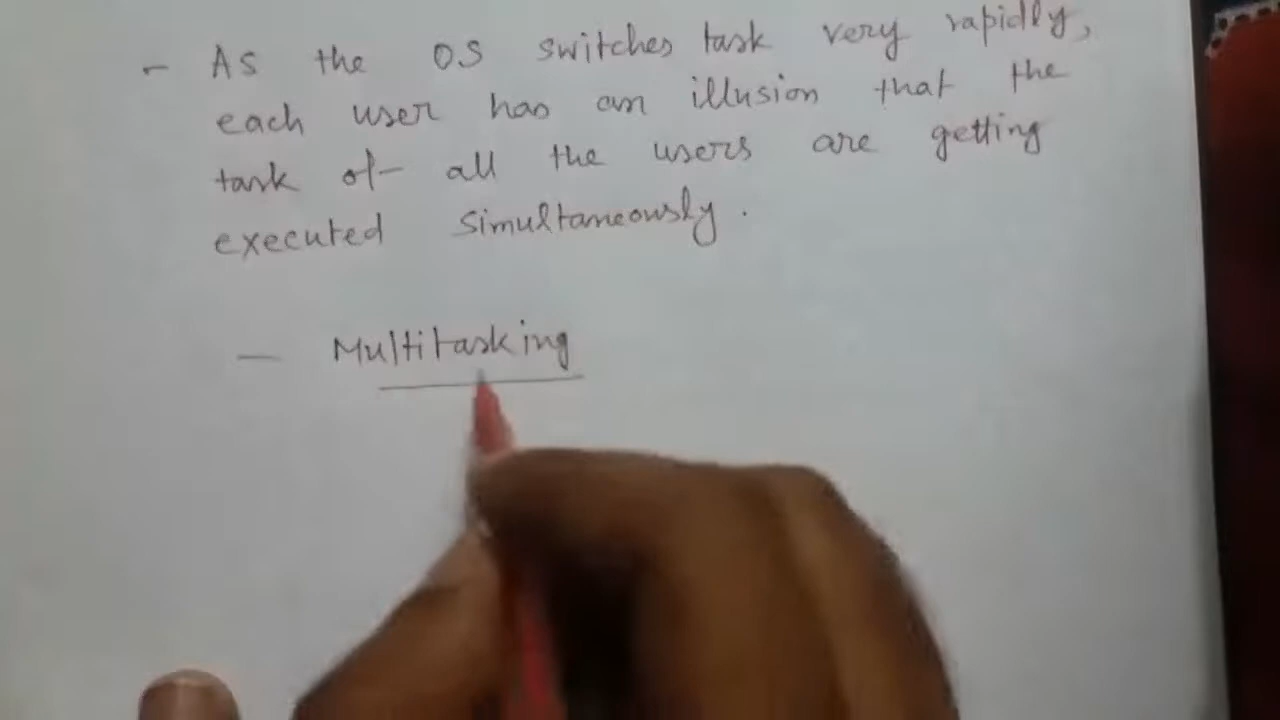 - As the OS switches task very rapidly,
each user has an illusion that the
task of all the users are getting
executed simultaneously.
- Multitasking